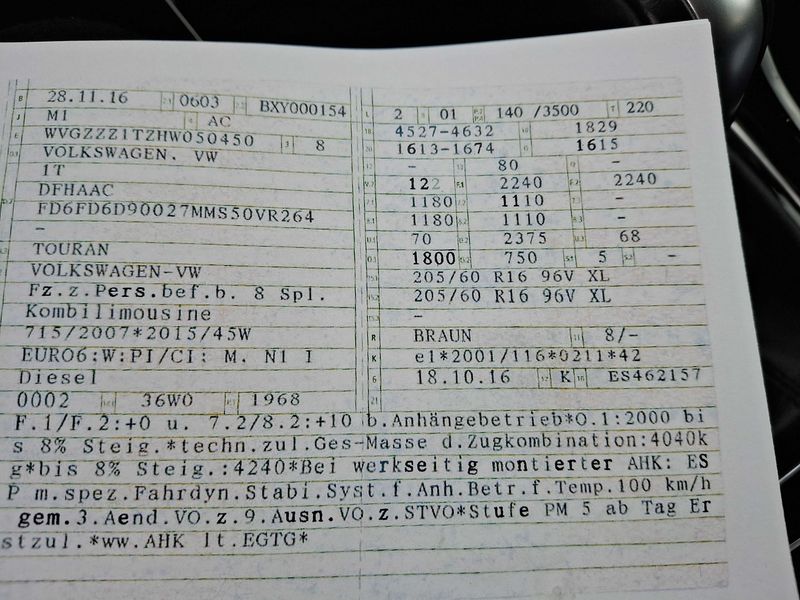 28.11.16 0603 BXY000154
M1 AC
WVGZZZ1TZHW050450 8
VOLKSWAGEN. VW
1T
DFHAAC
FD6FD6D90027MMS50VR264
-
TOURAN
VOLKSWAGEN-VW
Fz.z.Pers.bef.b. 8 Spl.
Kombilimousine
715/2007*2015/45W
EURO6:W:PI/CI: M. N1 I
Diesel
0002 36W0 1968
2 01 140 /3500 220
4527-4632 1829
1613-1674 1615
- 80 -
122 2240 2240
1180 1110 -
1180 1110 -
70 2375 68
1800 750 5 -
205/60 R16 96V XL
205/60 R16 96V XL
-
BRAUN 8/-
e1*2001/116*0211*42
18.10.16 K ES462157
F.1/F.2:+0 u. 7.2/8.2:+10 b.Anhängebetrieb*O.1:2000 bi
s 8% Steig.*techn.zul.Ges-Masse d.Zugkombination:4040k
g*bis 8% Steig.:4240*Bei werkseitig montierter AHK: ES
P m.spez.Fahrdyn.Stabi.Syst.f.Anh.Betr.f.Temp.100 km/h
gem.3.Aend.VO.z.9.Ausn.VO.z.STVO*Stufe PM 5 ab Tag Er
stzul.*ww.AHK lt.EGTG*